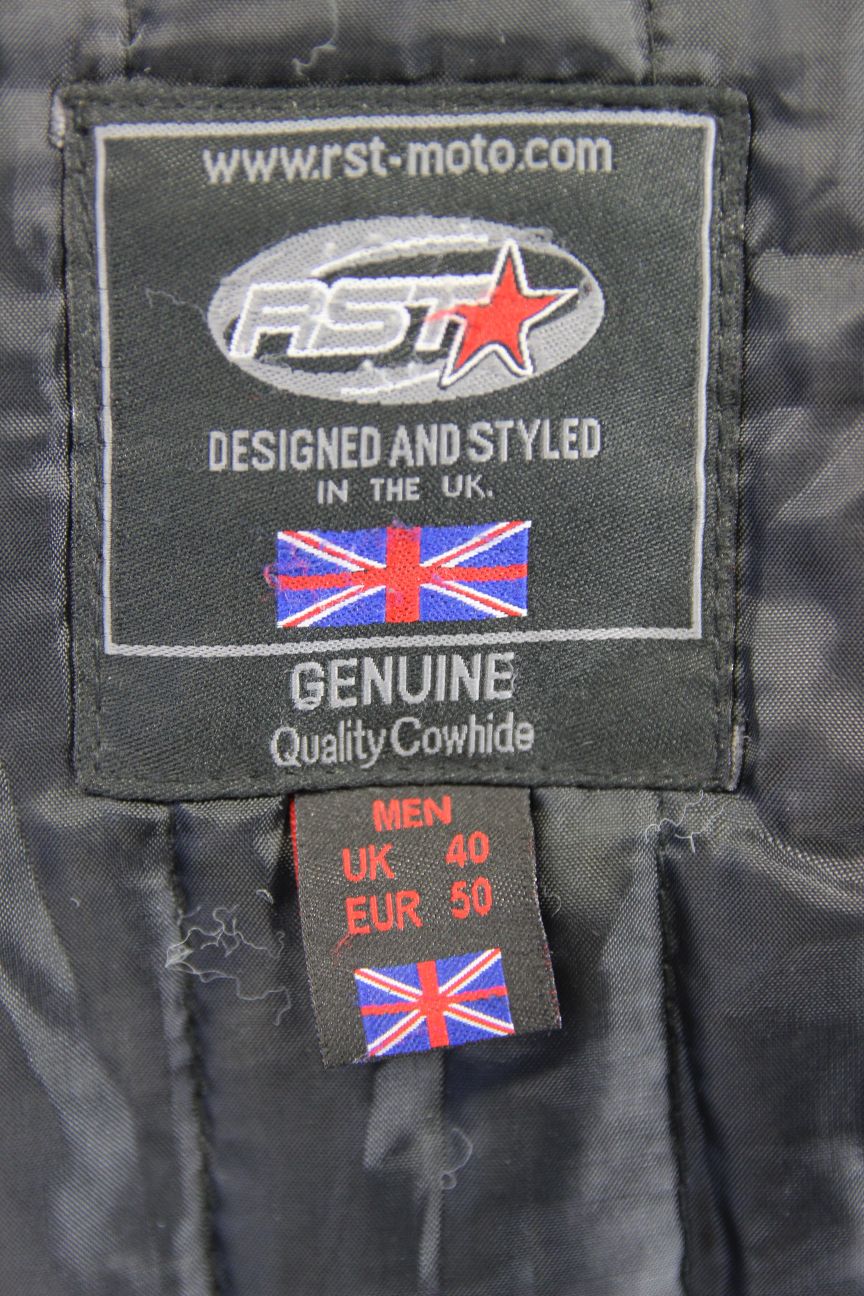 www.rst-moto.com
RST
DESIGNED AND STYLED
IN THE UK.
GENUINE
Quality Cowhide
MEN
UK 40
EUR 50